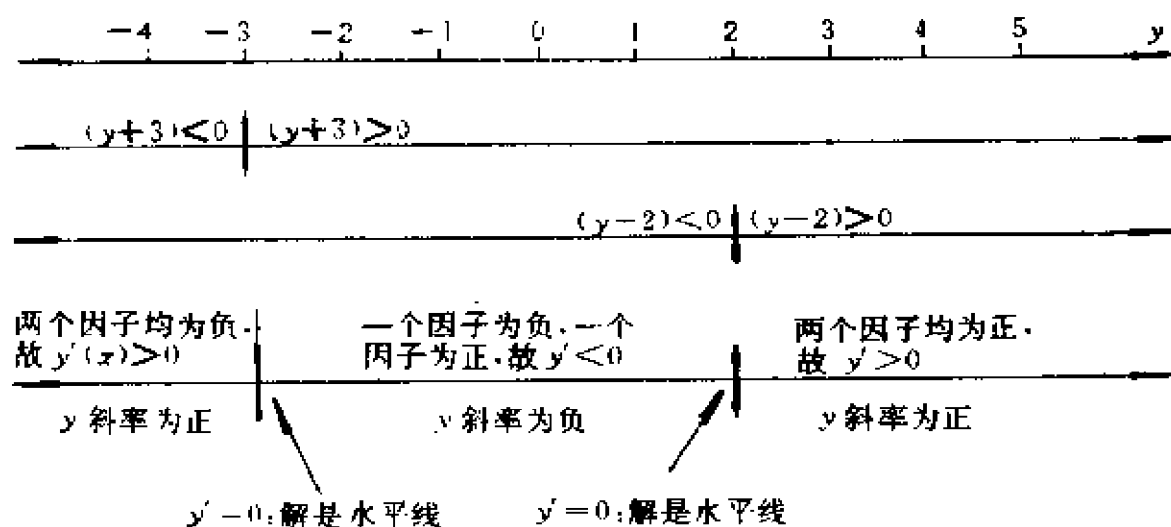 −4 −3 −2 −1 0 1 2 3 4 5 y
(y+3)<0 (y+3)>0
(y−2)<0 (y−2)>0
两个因子均为负, 一个因子为负,一个 两个因子均为正,
故 y′(x)>0 因子为正,故 y′<0 故 y′>0
y 斜率为正 y 斜率为负 y 斜率为正
y′=0:解是水平线 y′=0:解是水平线